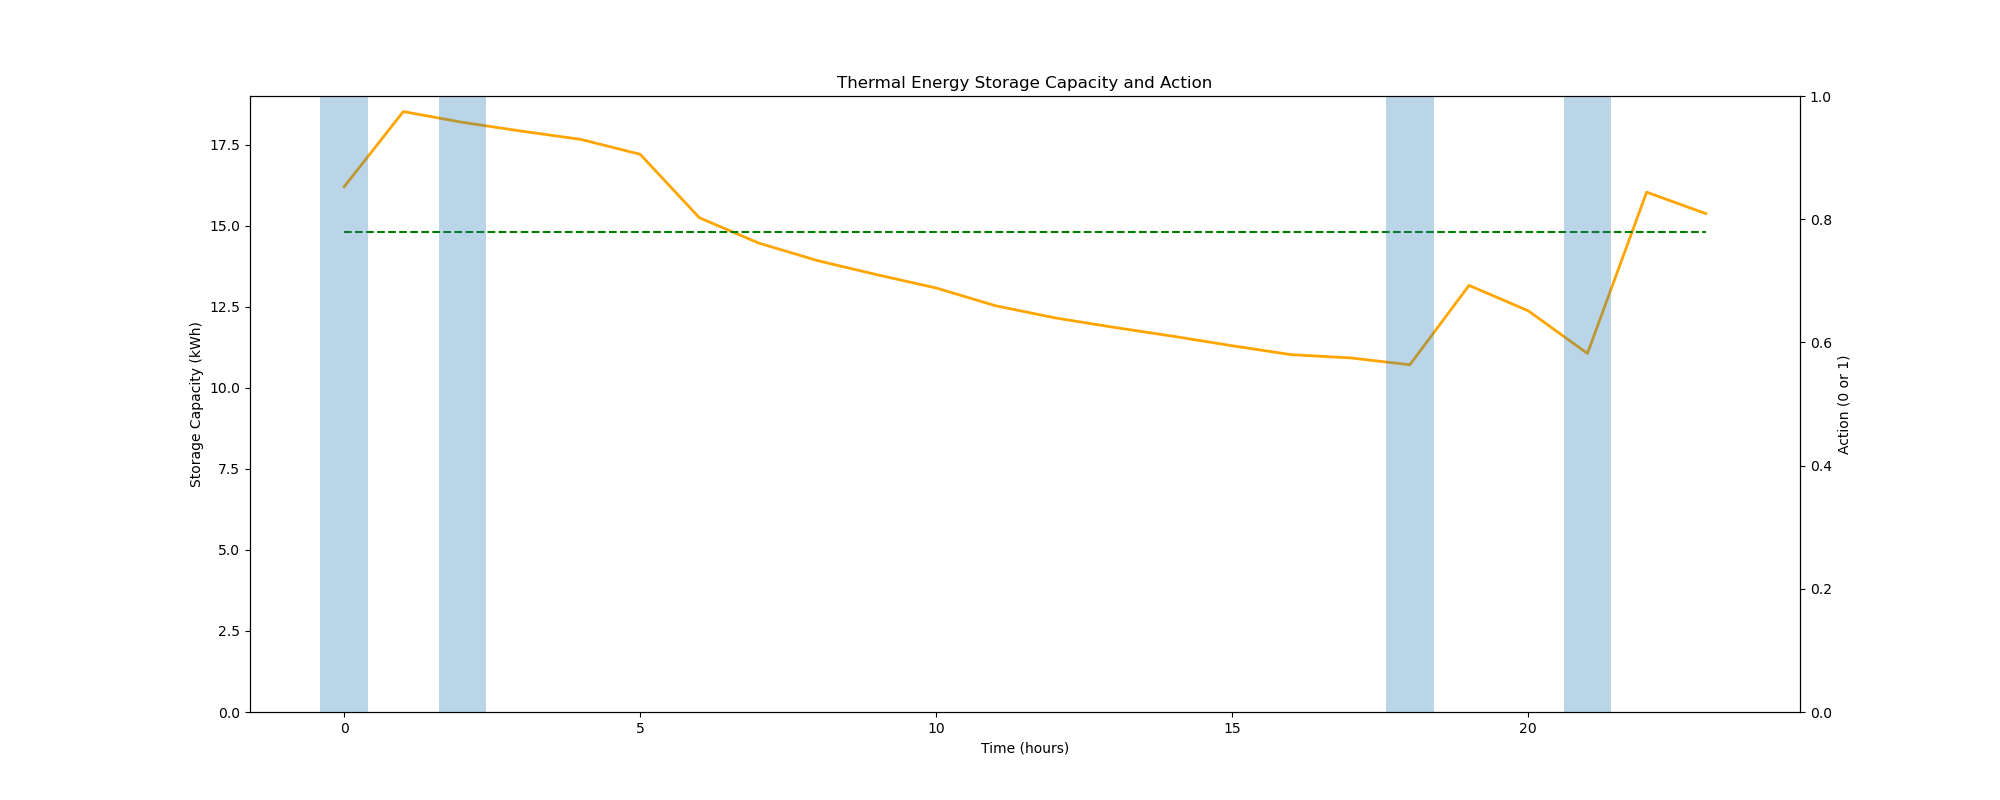 Thermal Energy Storage Capacity and Action
Storage Capacity (kWh)
17.5
15.0
12.5
10.0
7.5
5.0
2.5
0.0
1.0
0.8
0.6
0.4
0.2
0.0
Action (0 or 1)
0 5 10 15 20
Time (hours)